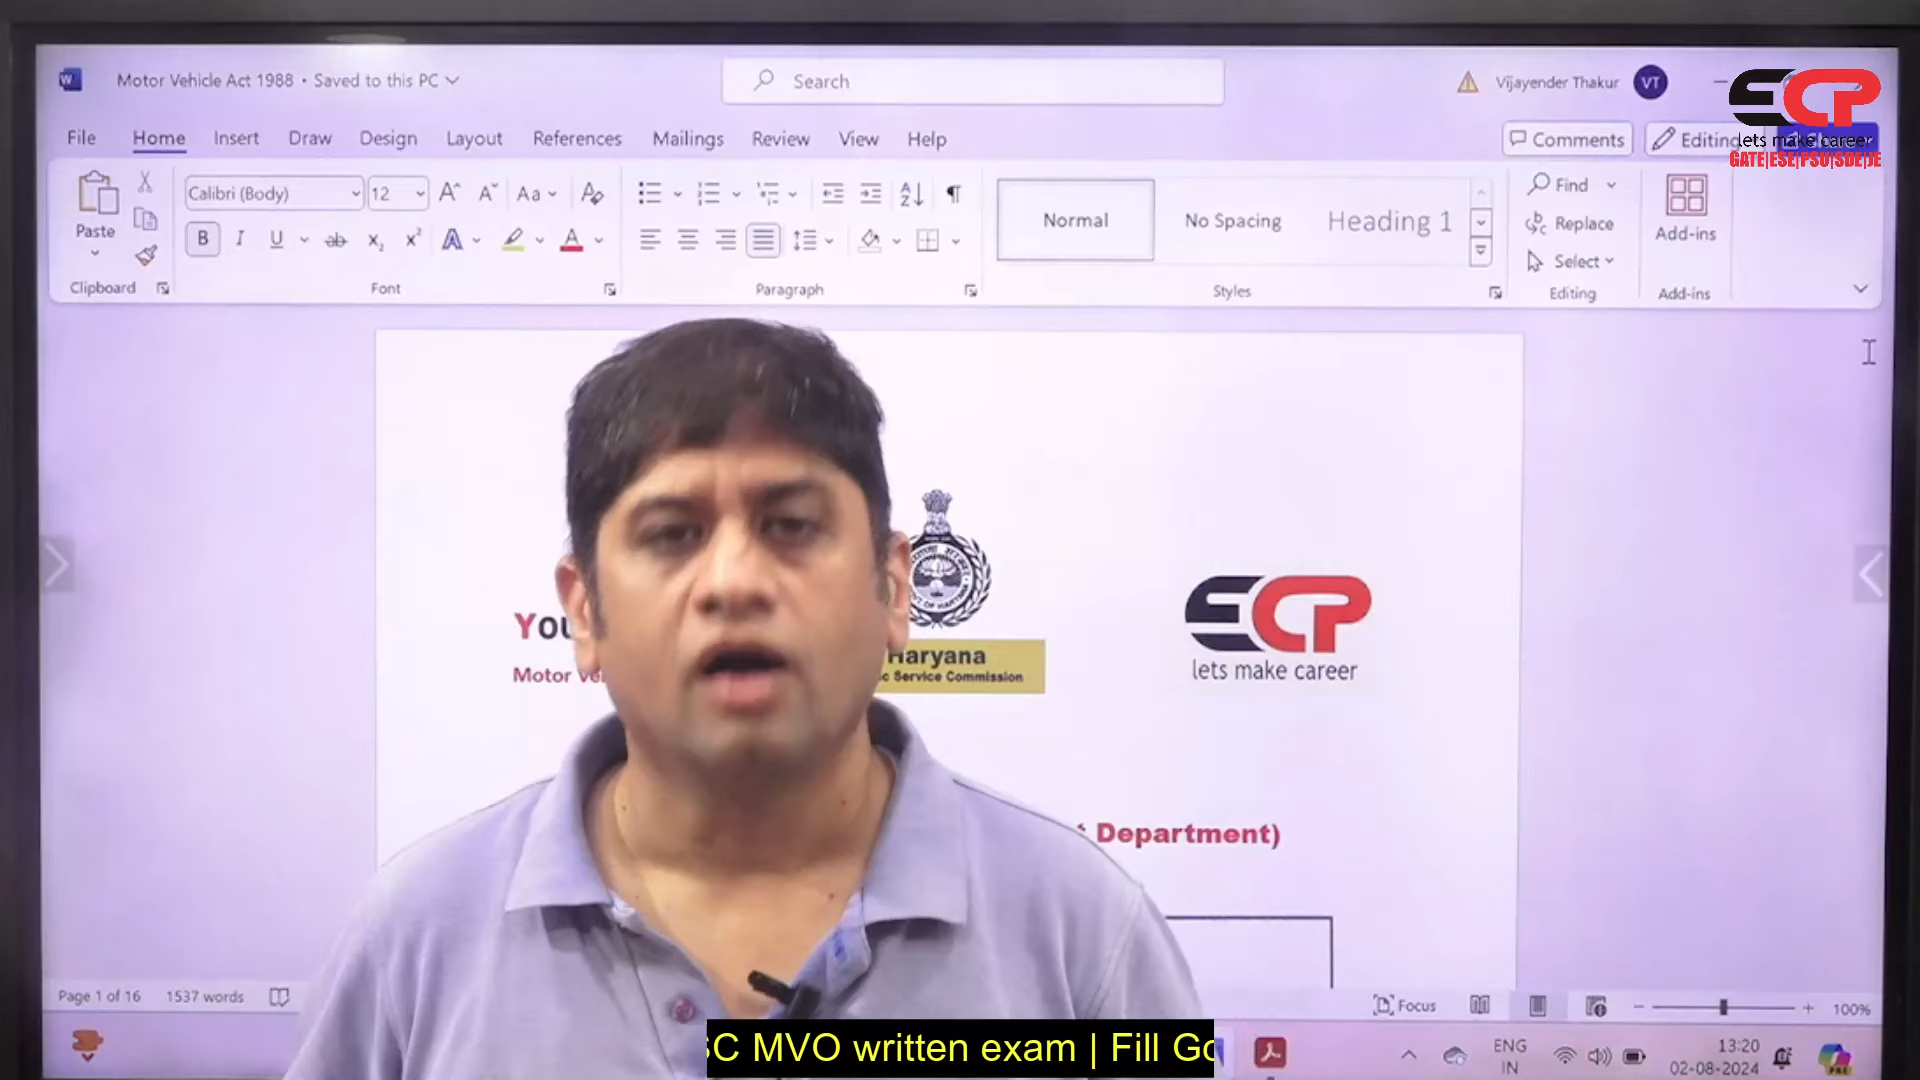 Motor Vehicle Act 1988 • Saved to this PC
Search
Vijayender Thakur
VT
ECP
lets make career
GATE|ESE|PSU|SDE|JE
File Home Insert Draw Design Layout References Mailings Review View Help
Comments
Editing
Paste
Calibri (Body)
12
Aa
Normal
No Spacing
Heading 1
Find
Replace
Select
Add-ins
Clipboard
Font
Paragraph
Styles
Editing
Add-ins
Haryana
Service Commission
Motor
ECP
lets make career
Department)
Page 1 of 16
1537 words
Focus
100%
MVO written exam | Fill
ENG
IN
13:20
02-08-2024